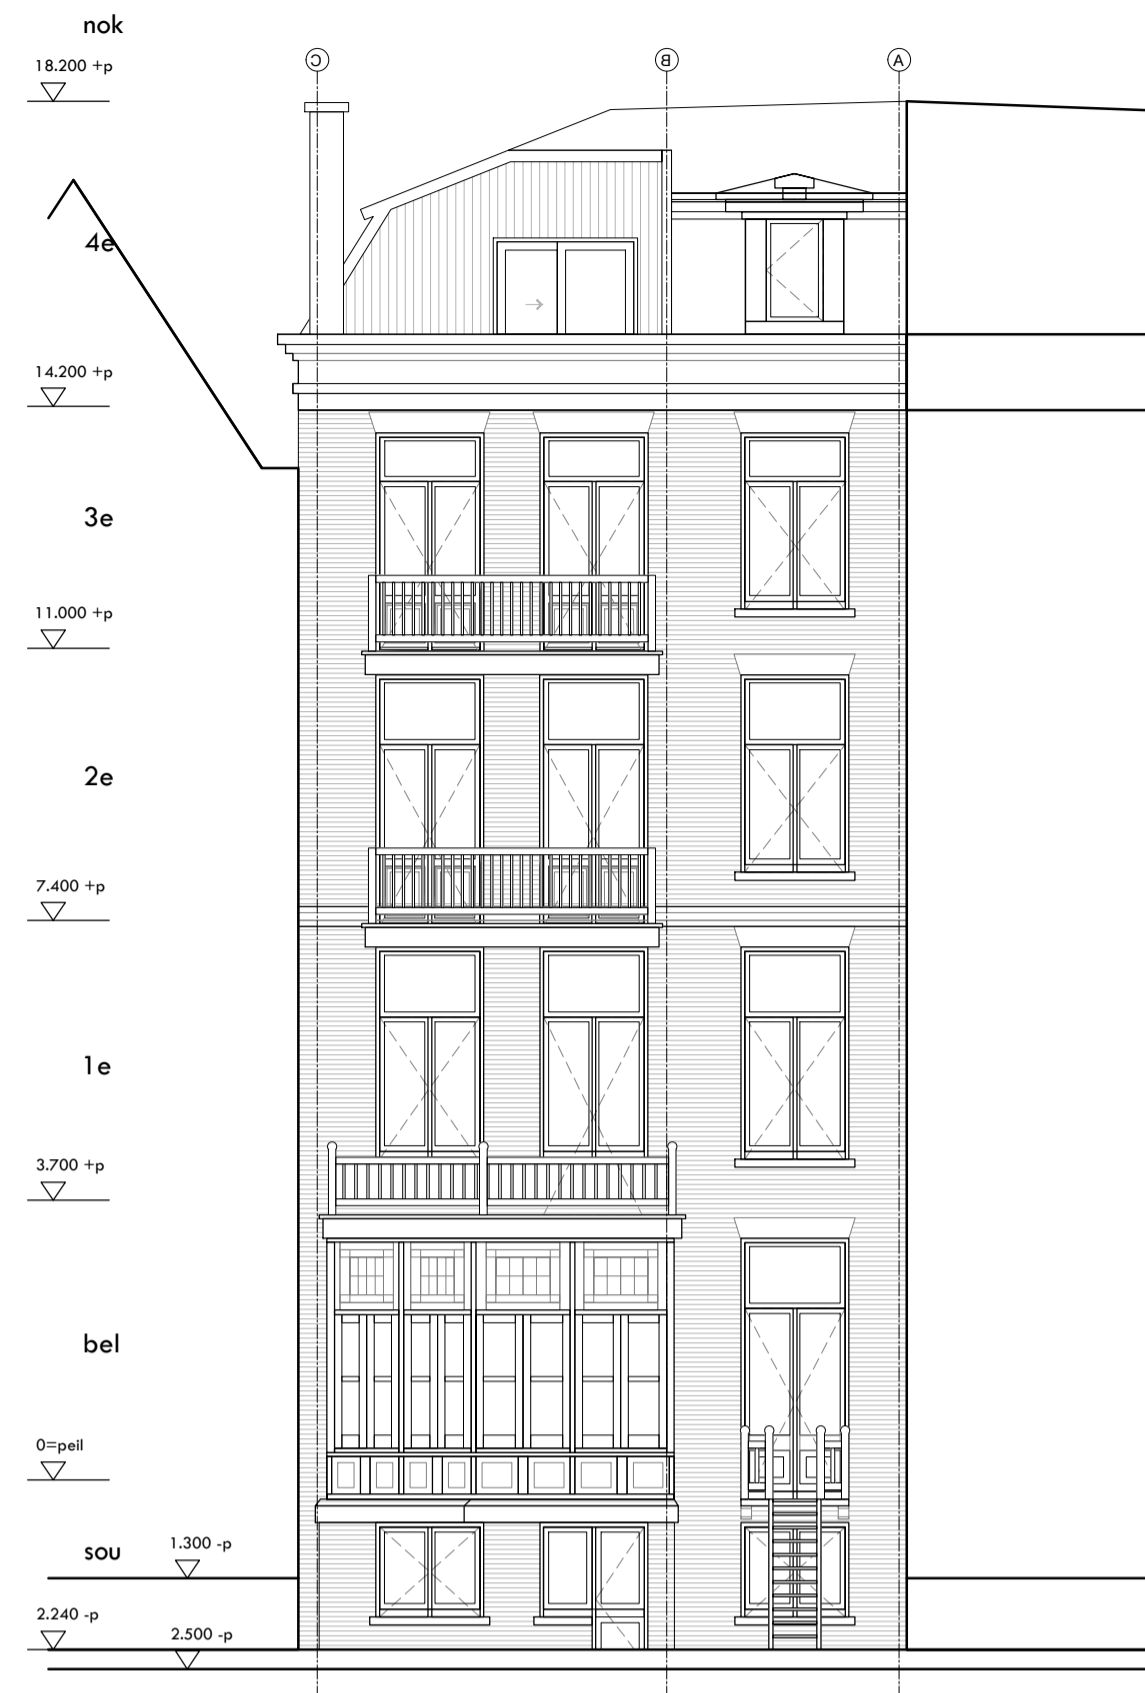 nok
18.200 +p
C B A
4e
14.200 +p
3e
11.000 +p
2e
7.400 +p
1e
3.700 +p
bel
0=peil
1.300 -p
sou
2.240 -p
2.500 -p